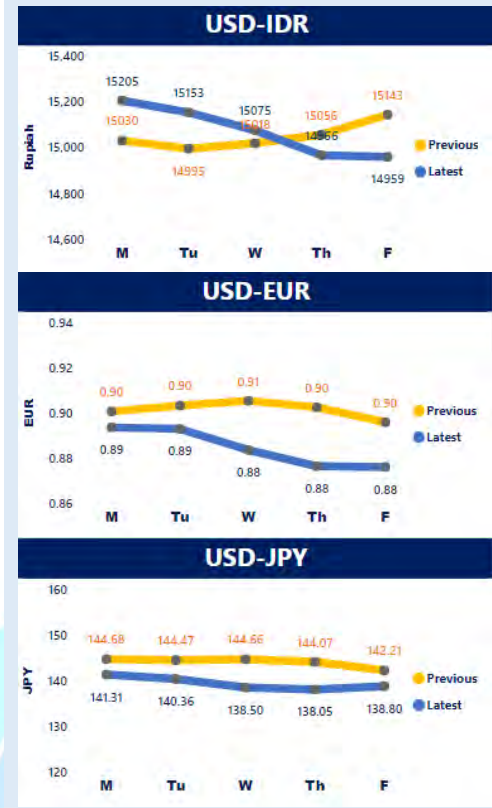 USD-IDR
15,400
15,200
15,000
14,800
14,600
Rupiah
15205
15153
15075
14966
14959
15030
14995
15018
15056
15143
Previous
Latest
M Tu W Th F
USD-EUR
0.94
0.92
0.90
0.88
0.86
EUR
0.90 0.90 0.91 0.90 0.90
0.89 0.89 0.88 0.88 0.88
Previous
Latest
M Tu W Th F
USD-JPY
160
150
140
130
120
JPY
144.68 144.47 144.66 144.07 142.21
141.31 140.36 138.50 138.05 138.80
Previous
Latest
M Tu W Th F